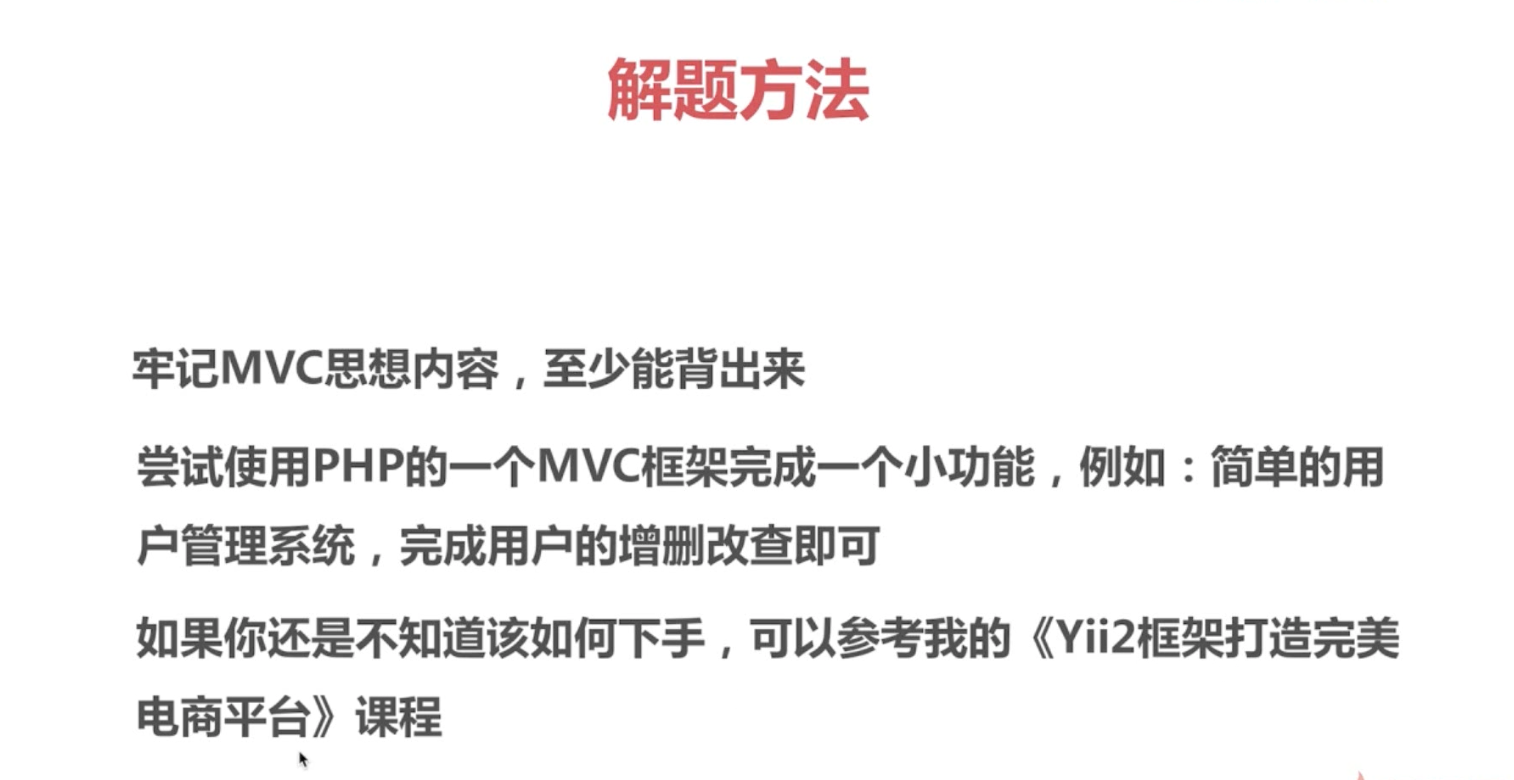 解题方法
牢记MVC思想内容，至少能背出来
尝试使用PHP的一个MVC框架完成一个小功能，例如：简单的用
户管理系统，完成用户的增删改查即可
如果你还是不知道该如何下手，可以参考我的《Yii2框架打造完美
电商平台》课程